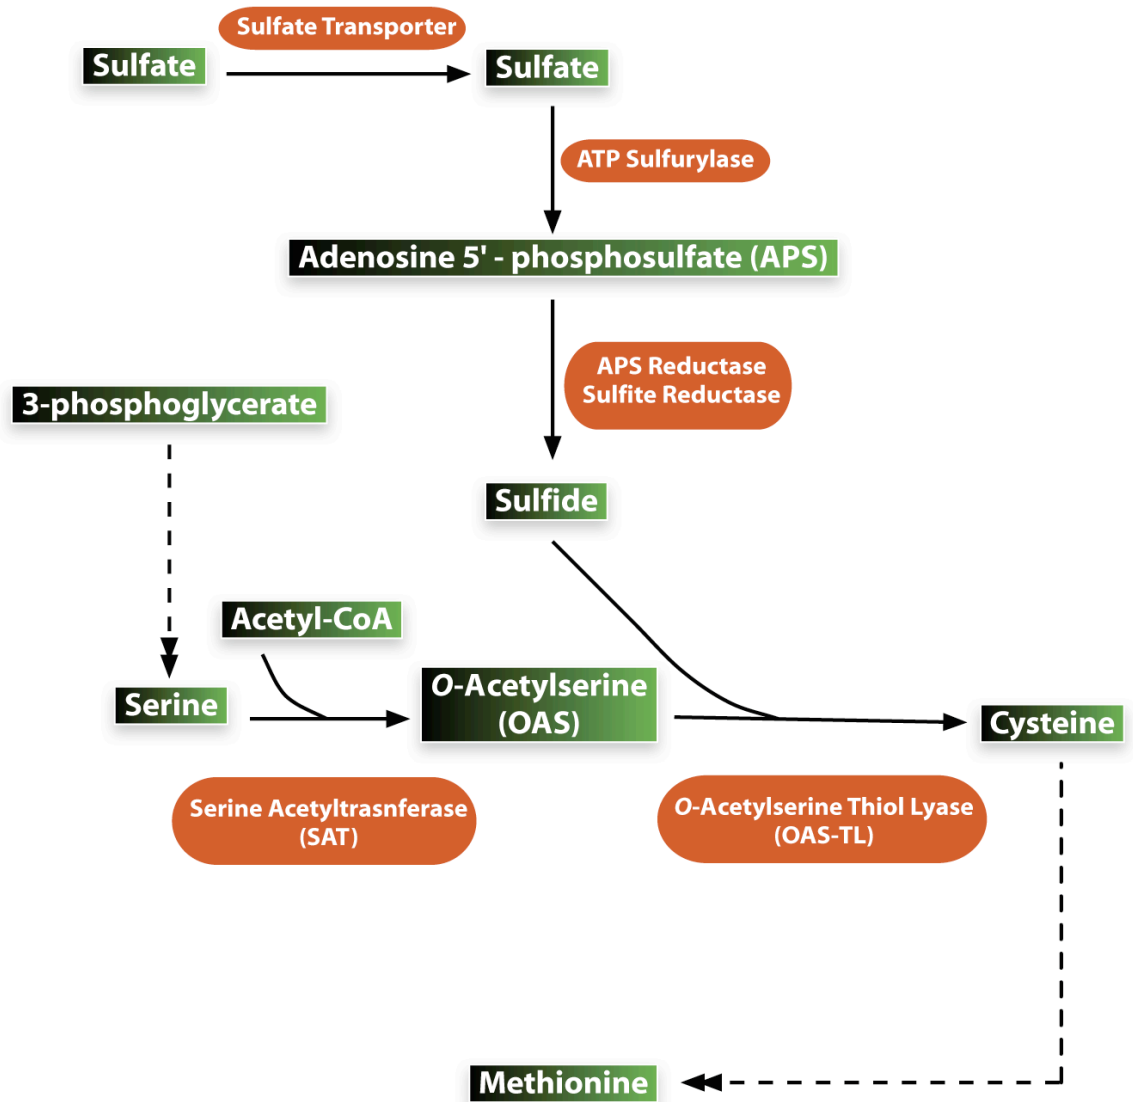 Sulfate Transporter
Sulfate
Sulfate
ATP Sulfurylase
Adenosine 5' - phosphosulfate (APS)
APS Reductase
Sulfite Reductase
3-phosphoglycerate
Sulfide
Acetyl-CoA
Serine
O-Acetylserine
(OAS)
Cysteine
Serine Acetyltrasnferase
(SAT)
O-Acetylserine Thiol Lyase
(OAS-TL)
Methionine